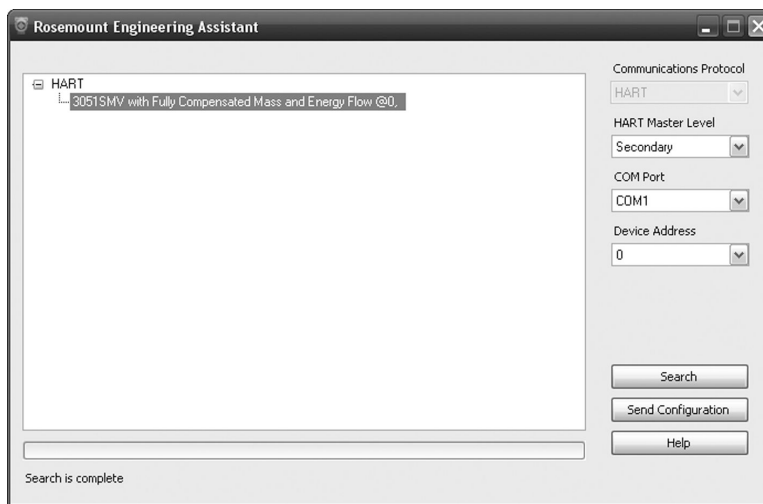 Rosemount Engineering Assistant
HART
3051SMV with Fully Compensated Mass and Energy Flow @0,
Communications Protocol
HART
HART Master Level
Secondary
COM Port
COM1
Device Address
0
Search
Send Configuration
Help
Search is complete